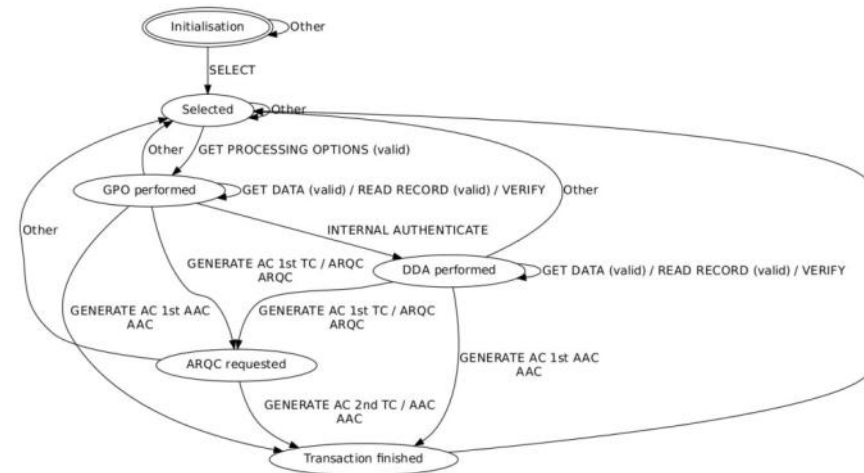 Initialisation
Other
SELECT
Selected
Other
Other
GET PROCESSING OPTIONS (valid)
GPO performed
GET DATA (valid) / READ RECORD (valid) / VERIFY
Other
Other
INTERNAL AUTHENTICATE
GENERATE AC 1st TC / ARQC
ARQC
DDA performed
GET DATA (valid) / READ RECORD (valid) / VERIFY
GENERATE AC 1st AAC
AAC
GENERATE AC 1st TC / ARQC
ARQC
ARQC requested
GENERATE AC 1st AAC
AAC
GENERATE AC 2nd TC / AAC
AAC
Transaction finished